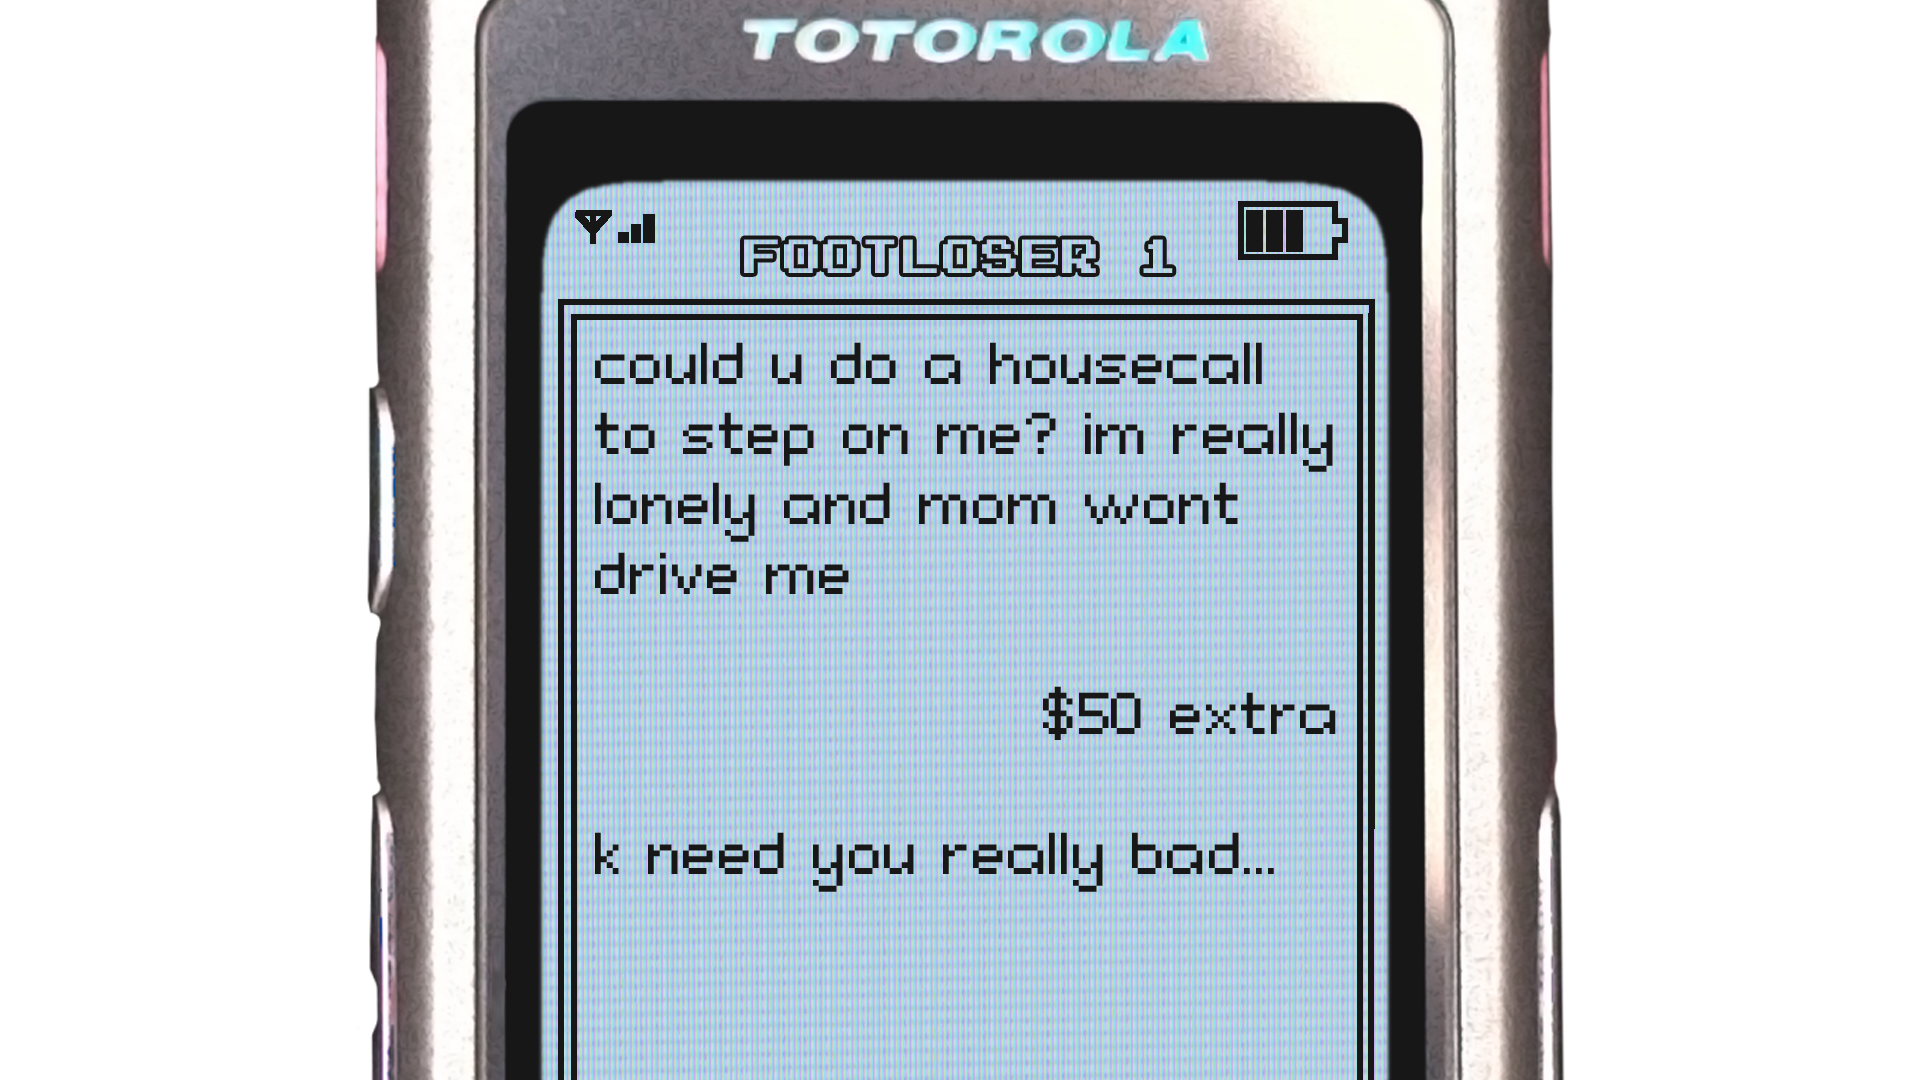 TOTOROLA
FOOTLOSER 1
could u do a housecall
to step on me? im really
lonely and mom wont
drive me
$50 extra
k need you really bad...